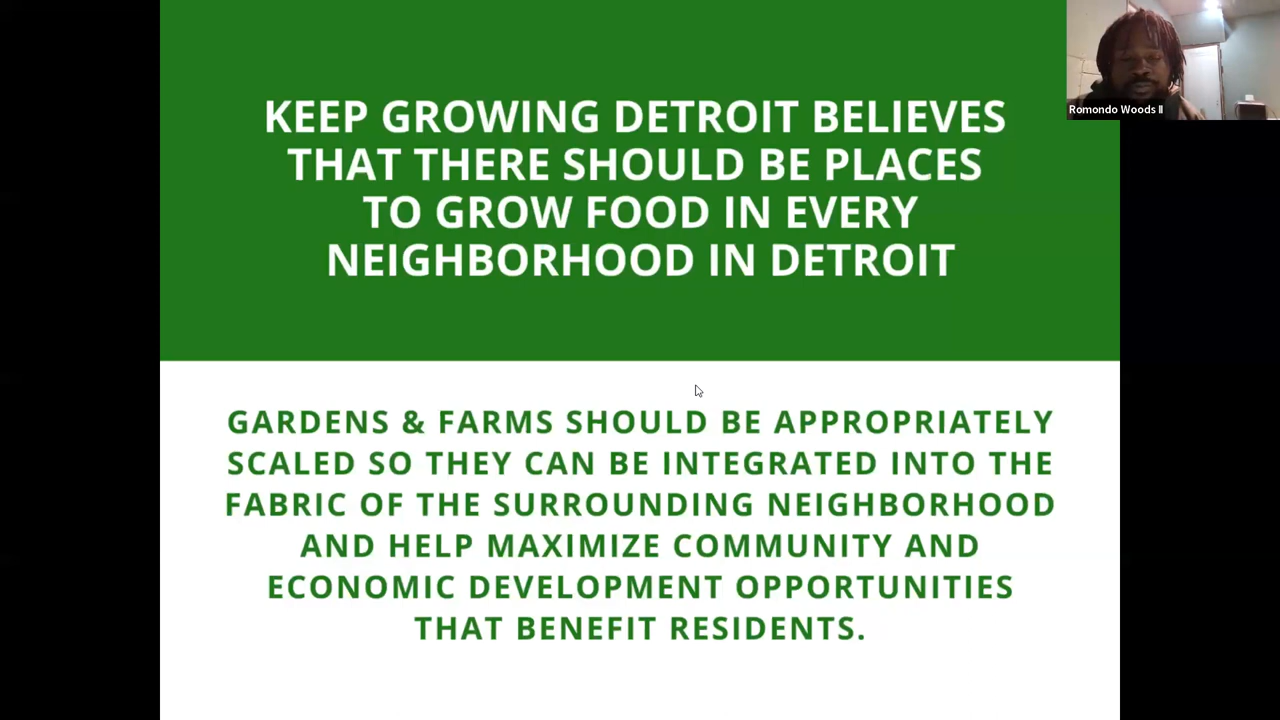 KEEP GROWING DETROIT BELIEVES
THAT THERE SHOULD BE PLACES
TO GROW FOOD IN EVERY
NEIGHBORHOOD IN DETROIT
Romondo Woods II
GARDENS & FARMS SHOULD BE APPROPRIATELY
SCALED SO THEY CAN BE INTEGRATED INTO THE
FABRIC OF THE SURROUNDING NEIGHBORHOOD
AND HELP MAXIMIZE COMMUNITY AND
ECONOMIC DEVELOPMENT OPPORTUNITIES
THAT BENEFIT RESIDENTS.